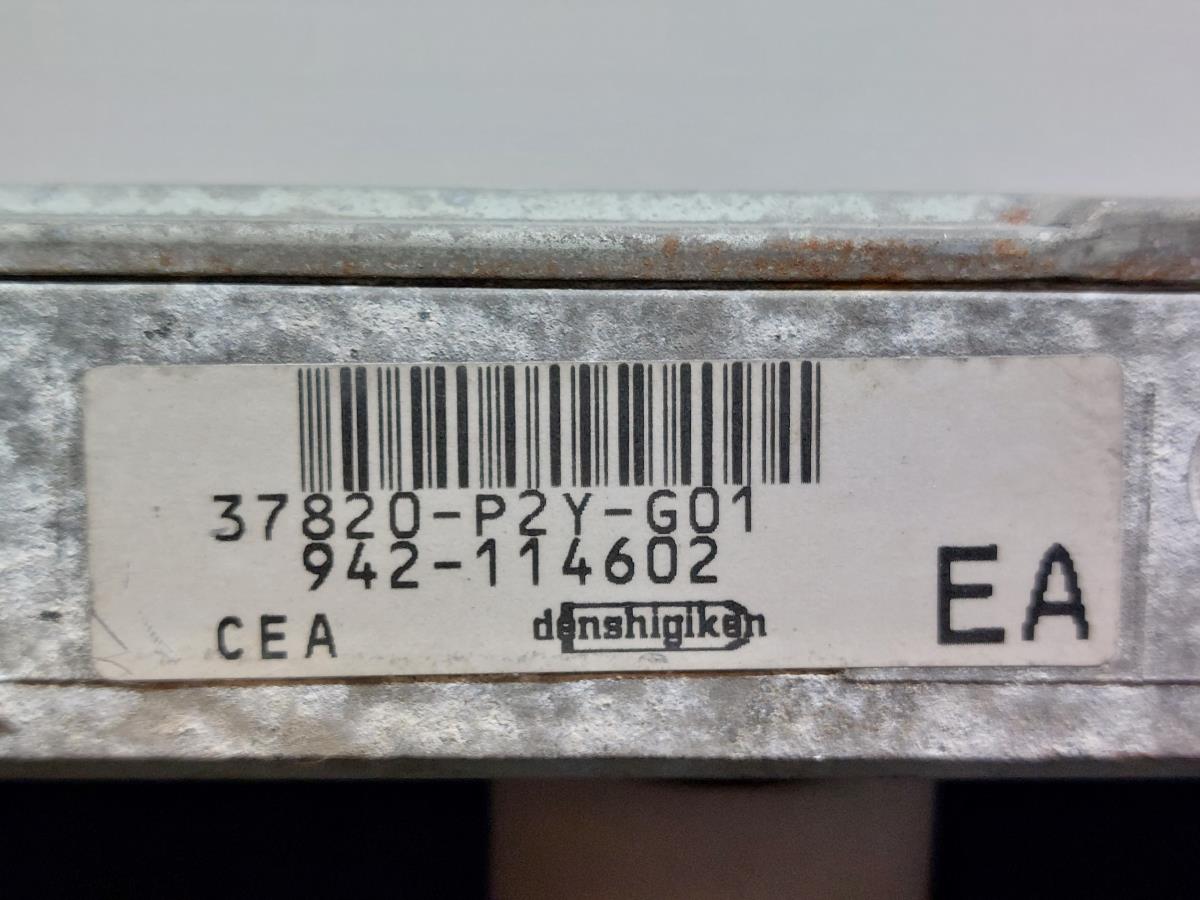 37820-P2Y-G01
942-114602
CEA
denshigiken
EA